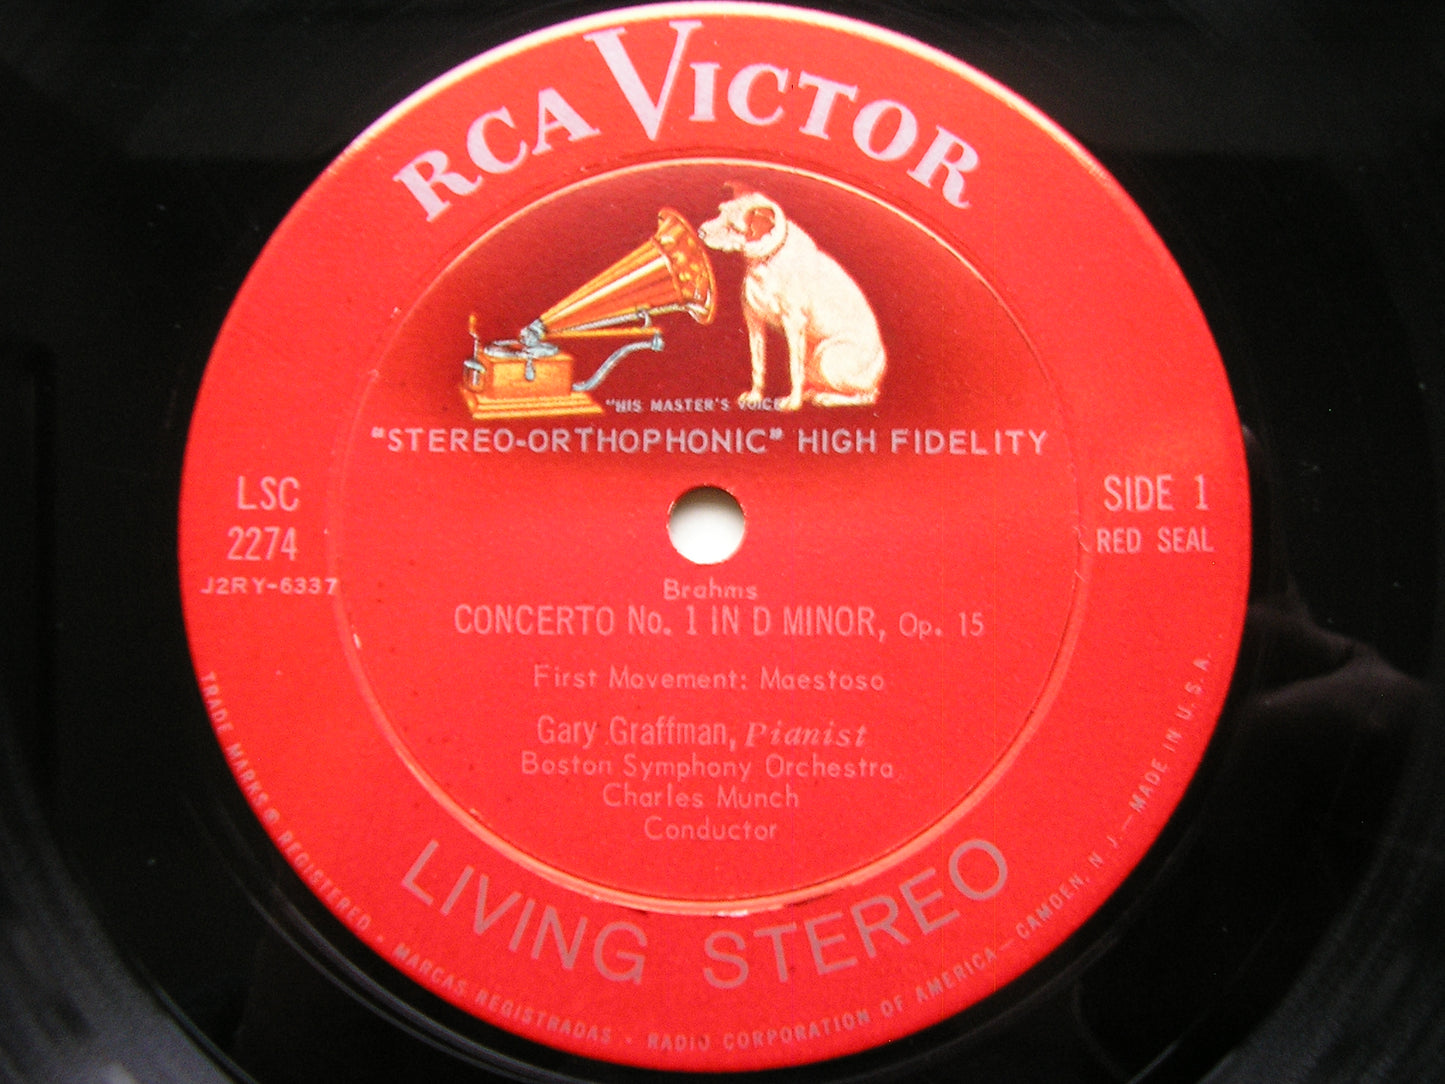 RCA VICTOR
"HIS MASTER'S VOICE
"STEREO-ORTHOPHONIC" HIGH FIDELITY
LSC
2274
J2RY-6337
SIDE 1
RED SEAL
Brahms
CONCERTO No. 1 IN D MINOR, Op. 15
First Movement: Maestoso
Gary Graffman, Pianist
Boston Symphony Orchestra
Charles Munch
Conductor
LIVING STEREO
TRADE MARKS ® REGISTERED • MARCAS REGISTRADAS • RADIO CORPORATION OF AMERICA—CAMDEN, N. J.—MADE IN U.S.A.